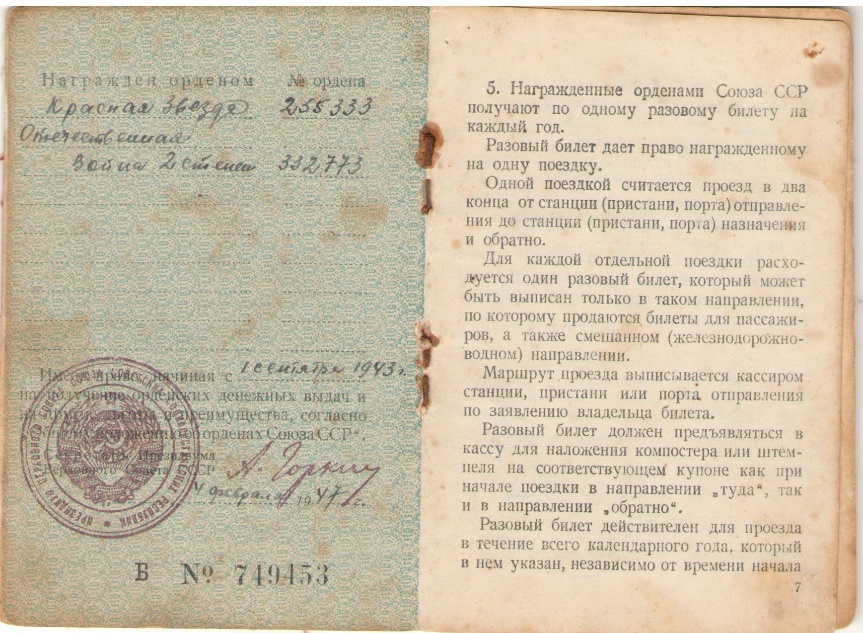 Награжден орденом № ордена
Красная Звезда 255333
Отечественная
Война 2 степени 332773
Имеет право, начиная с 1 сентября 1943 г.
на получение орденских денежных выдач и
на другие льготы и преимущества, согласно
положению об орденах Союза ССР".
Секретарь Президиума
Верховного Совета СССР А. Горкин
4 февраля 1947 г.
Б № 749453
5. Награжденные орденами Союза ССР
получают по одному разовому билету на
каждый год.
Разовый билет дает право награжденному
на одну поездку.
Одной поездкой считается проезд в два
конца от станции (пристани, порта) отправле-
ния до станции (пристани, порта) назначения
и обратно.
Для каждой отдельной поездки расхо-
дуется один разовый билет, который может
быть выписан только в таком направлении,
по которому продаются билеты для пассажи-
ров, а также смешанном (железнодорожно-
водном) направлении.
Маршрут проезда выписывается кассиром
станции, пристани или порта отправления
по заявлению владельца билета.
Разовый билет должен предъявляться в
кассу для наложения компостера или штем-
пеля на соответствующем купоне как при
начале поездки в направлении „туда“, так
и в направлении „обратно“.
Разовый билет действителен для проезда
в течение всего календарного года, который
в нем указан, независимо от времени начала
7